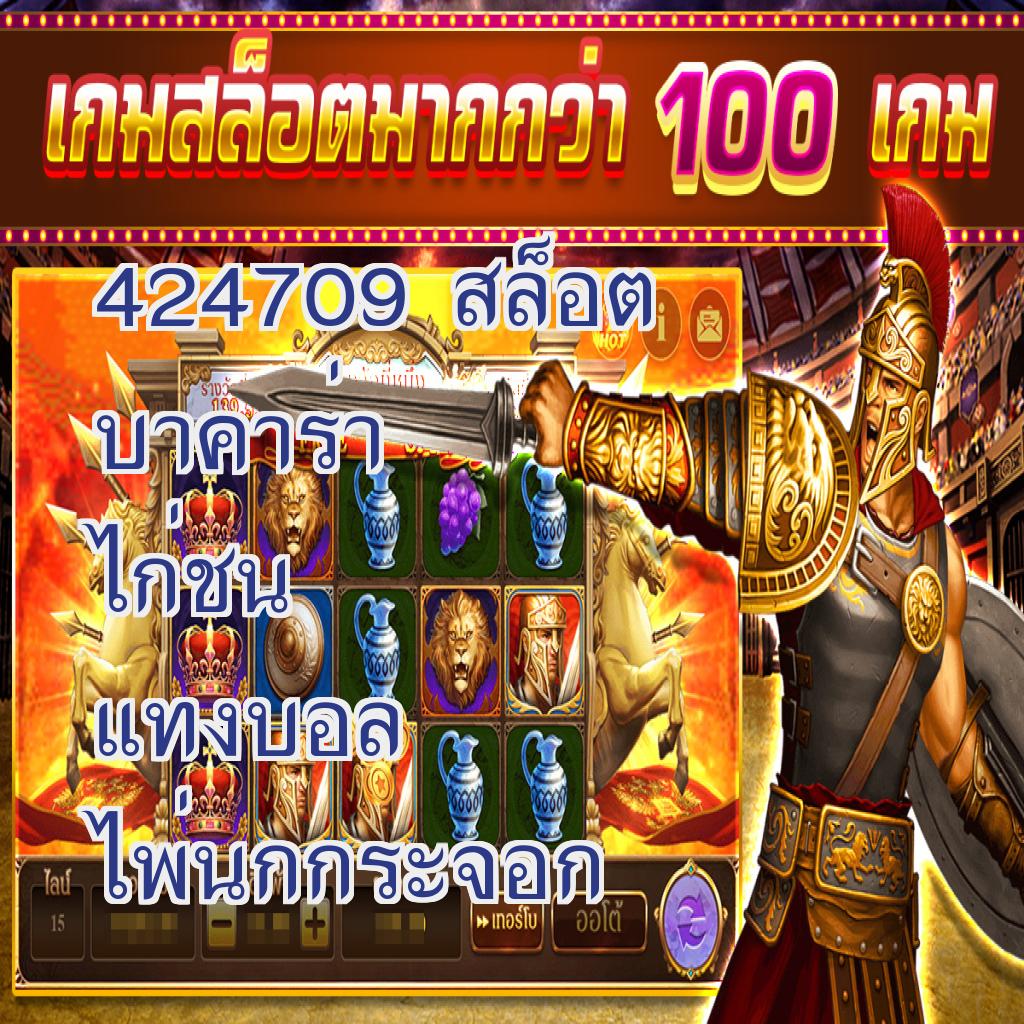 เกมสล็อตมากกว่า 100 เกม
424709 สล็อต
HOT
บาคาร่า
ไก่ชน
แทงบอล
ไพ่นกกระจอก
ไลน์
15
เทอร์โบ
ออโต้